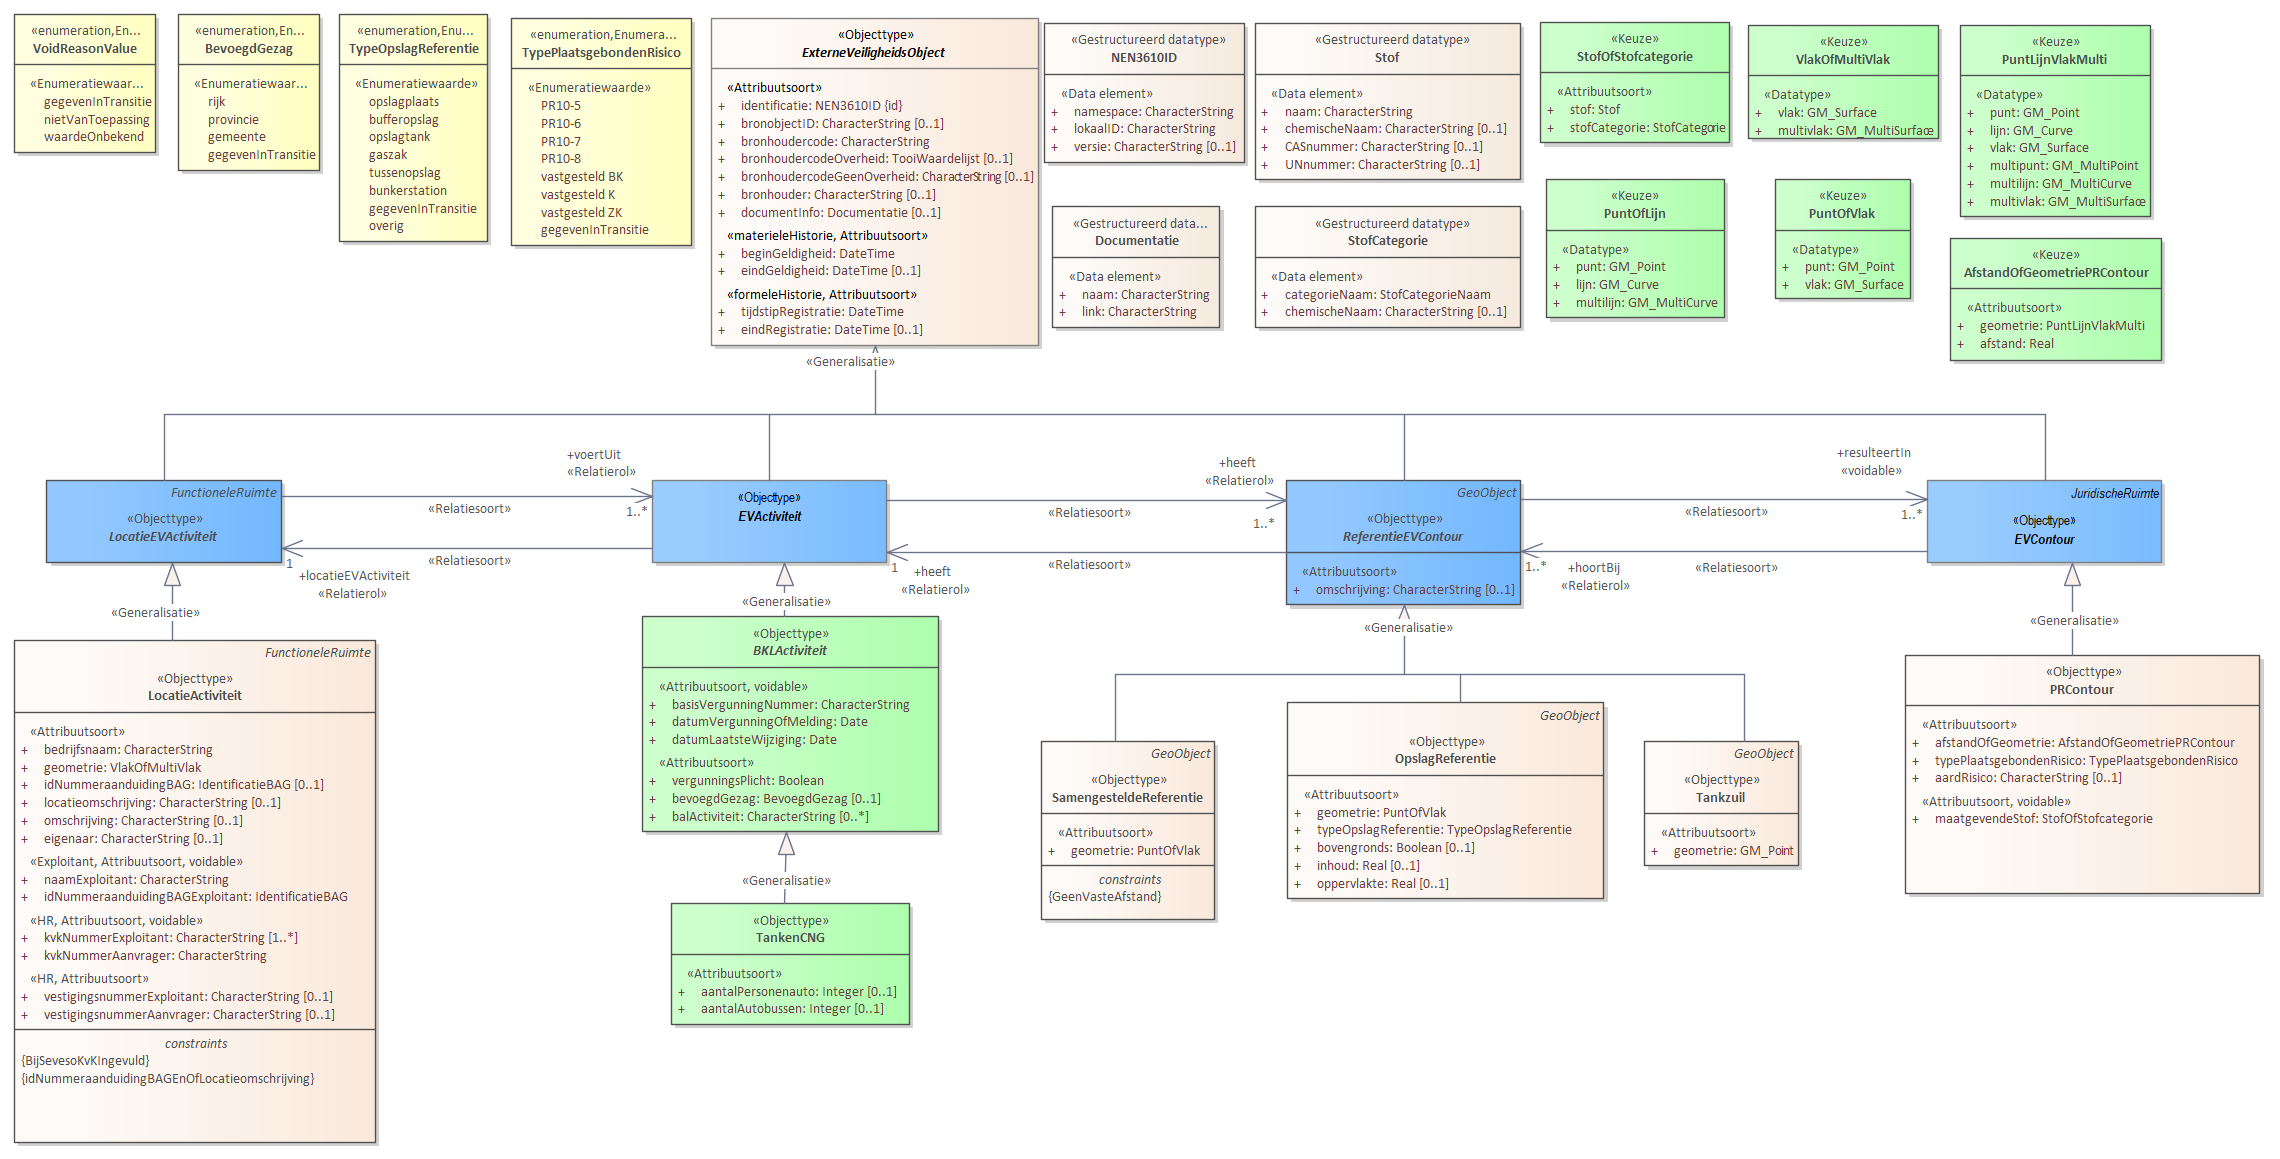 «enumeration,En...
VoidReasonValue
«Enumeratiewaar...
gegevenInTransitie
nietVanToepassing
waardeOnbekend
«enumeration,En...
BevoegdGezag
«Enumeratiewaar...
rijk
provincie
gemeente
gegevenInTransitie
«enumeration,Enu...
TypeOpslagReferentie
«Enumeratiewaarde»
opslagplaats
bufferopslag
opslagtank
gaszak
tussenopslag
bunkerstation
gegevenInTransitie
overig
«enumeration,Enumera...
TypePlaatsgebondenRisico
«Enumeratiewaarde»
PR10-5
PR10-6
PR10-7
PR10-8
vastgesteld BK
vastgesteld K
vastgesteld ZK
gegevenInTransitie
«Objecttype»
ExterneVeiligheidsObject
«Attribuutsoort»
+ identificatie: NEN3610ID {id}
+ bronobjectID: CharacterString [0..1]
+ bronhoudercode: CharacterString
+ bronhoudercodeOverheid: TooiWaardelijst [0..1]
+ bronhoudercodeGeenOverheid: CharacterString [0..1]
+ bronhouder: CharacterString [0..1]
+ documentInfo: Documentatie [0..1]
«materieleHistorie, Attribuutsoort»
+ beginGeldigheid: DateTime
+ eindGeldigheid: DateTime [0..1]
«formeleHistorie, Attribuutsoort»
+ tijdstipRegistratie: DateTime
+ eindRegistratie: DateTime [0..1]
«Gestructureerd datatype»
NEN3610ID
«Data element»
+ namespace: CharacterString
+ lokaalID: CharacterString
+ versie: CharacterString [0..1]
«Gestructureerd data...
Documentatie
«Data element»
+ naam: CharacterString
+ link: CharacterString
«Gestructureerd datatype»
Stof
«Data element»
+ naam: CharacterString
+ chemischeNaam: CharacterString [0..1]
+ CASnummer: CharacterString [0..1]
+ UNnummer: CharacterString [0..1]
«Gestructureerd datatype»
StofCategorie
«Data element»
+ categorieNaam: StofCategorieNaam
+ chemischeNaam: CharacterString [0..1]
«Keuze»
StofOfStofcategorie
«Attribuutsoort»
+ stof: Stof
+ stofCategorie: StofCategorie
«Keuze»
PuntOfLijn
«Datatype»
+ punt: GM_Point
+ lijn: GM_Curve
+ multilijn: GM_MultiCurve
«Keuze»
VlakOfMultiVlak
«Datatype»
+ vlak: GM_Surface
+ multivlak: GM_MultiSurface
«Keuze»
PuntOfVlak
«Datatype»
+ punt: GM_Point
+ vlak: GM_Surface
«Keuze»
PuntLijnVlakMulti
«Datatype»
+ punt: GM_Point
+ lijn: GM_Curve
+ vlak: GM_Surface
+ multipunt: GM_MultiPoint
+ multilijn: GM_MultiCurve
+ multivlak: GM_MultiSurface
«Keuze»
AfstandOfGeometriePRContour
«Attribuutsoort»
+ geometrie: PuntLijnVlakMulti
+ afstand: Real
«Generalisatie»
FunctioneleRuimte
«Objecttype»
LocatieEVActiviteit
+voertUit
«Relatierol»
1..*
«Relatiesoort»
«Relatiesoort»
1
+locatieEVActiviteit
«Relatierol»
«Objecttype»
EVActiviteit
+heeft
«Relatierol»
1..*
«Relatiesoort»
«Relatiesoort»
1
+heeft
«Relatierol»
GeoObject
«Objecttype»
ReferentieEVContour
«Attribuutsoort»
+ omschrijving: CharacterString [0..1]
+resulteertIn
«voidable»
1..*
«Relatiesoort»
«Relatiesoort»
1..*
+hoortBij
«Relatierol»
JuridischeRuimte
«Objecttype»
EVContour
«Generalisatie»
«Generalisatie»
«Generalisatie»
«Generalisatie»
FunctioneleRuimte
«Objecttype»
LocatieActiviteit
«Attribuutsoort»
+ bedrijfsnaam: CharacterString
+ geometrie: VlakOfMultiVlak
+ idNummeraanduidingBAG: IdentificatieBAG [0..1]
+ locatieomschrijving: CharacterString [0..1]
+ omschrijving: CharacterString [0..1]
+ eigenaar: CharacterString [0..1]
«Exploitant, Attribuutsoort, voidable»
+ naamExploitant: CharacterString
+ idNummeraanduidingBAGExploitant: IdentificatieBAG
«HR, Attribuutsoort, voidable»
+ kvkNummerExploitant: CharacterString [1..*]
+ kvkNummerAanvrager: CharacterString
«HR, Attribuutsoort»
+ vestigingsnummerExploitant: CharacterString [0..1]
+ vestigingsnummerAanvrager: CharacterString [0..1]
constraints
{BijSevesoKvKIngevuld}
{idNummeraanduidingBAGEnOfLocatieomschrijving}
«Objecttype»
BKLActiviteit
«Attribuutsoort, voidable»
+ basisVergunningNummer: CharacterString
+ datumVergunningOfMelding: Date
+ datumLaatsteWijziging: Date
«Attribuutsoort»
+ vergunningsPlicht: Boolean
+ bevoegdGezag: BevoegdGezag [0..1]
+ balActiviteit: CharacterString [0..*]
«Generalisatie»
«Objecttype»
TankenCNG
«Attribuutsoort»
+ aantalPersonenauto: Integer [0..1]
+ aantalAutobussen: Integer [0..1]
GeoObject
«Objecttype»
SamengesteldeReferentie
«Attribuutsoort»
+ geometrie: PuntOfVlak
constraints
{GeenVasteAfstand}
GeoObject
«Objecttype»
OpslagReferentie
«Attribuutsoort»
+ geometrie: PuntOfVlak
+ typeOpslagReferentie: TypeOpslagReferentie
+ bovengronds: Boolean [0..1]
+ inhoud: Real [0..1]
+ oppervlakte: Real [0..1]
GeoObject
«Objecttype»
Tankzuil
«Attribuutsoort»
+ geometrie: GM_Point
«Objecttype»
PRContour
«Attribuutsoort»
+ afstandOfGeometrie: AfstandOfGeometriePRContour
+ typePlaatsgebondenRisico: TypePlaatsgebondenRisico
+ aardRisico: CharacterString [0..1]
«Attribuutsoort, voidable»
+ maatgevendeStof: StofOfStofcategorie